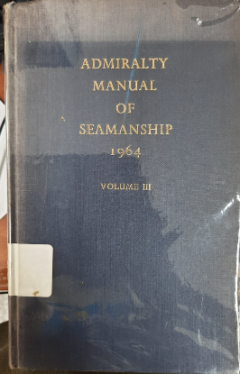 ADMIRALTY
MANUAL
OF
SEAMANSHIP
1964
VOLUME III